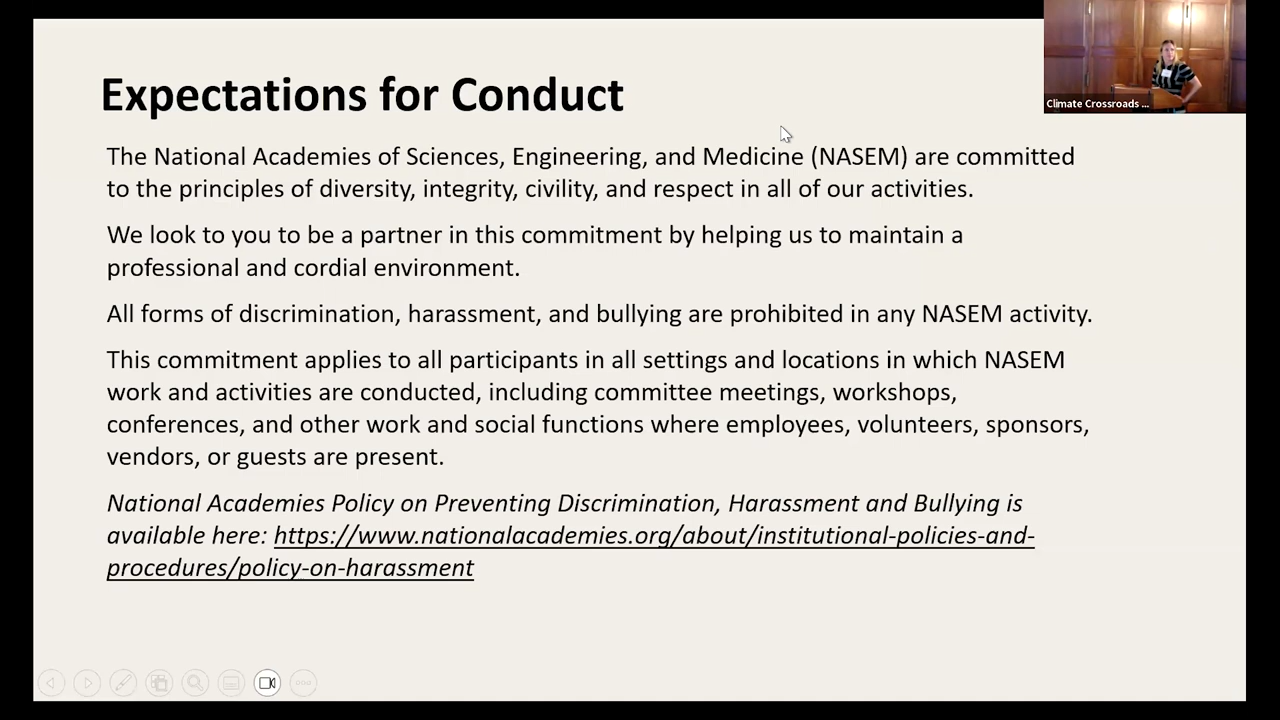 Expectations for Conduct
Climate Crossroads ...
The National Academies of Sciences, Engineering, and Medicine (NASEM) are committed
to the principles of diversity, integrity, civility, and respect in all of our activities.
We look to you to be a partner in this commitment by helping us to maintain a
professional and cordial environment.
All forms of discrimination, harassment, and bullying are prohibited in any NASEM activity.
This commitment applies to all participants in all settings and locations in which NASEM
work and activities are conducted, including committee meetings, workshops,
conferences, and other work and social functions where employees, volunteers, sponsors,
vendors, or guests are present.
National Academies Policy on Preventing Discrimination, Harassment and Bullying is
available here: https://www.nationalacademies.org/about/institutional-policies-and-
procedures/policy-on-harassment